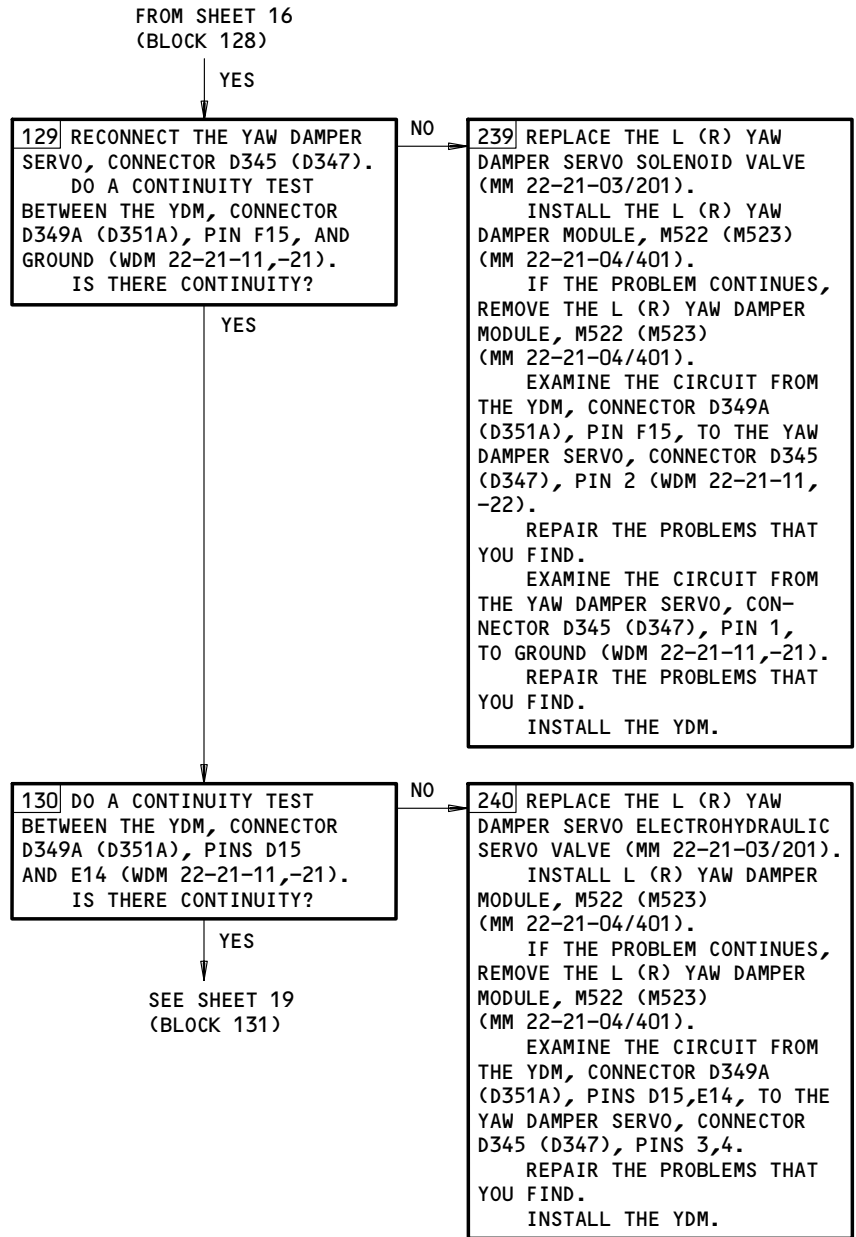 FROM SHEET 16
(BLOCK 128)
YES
129 RECONNECT THE YAW DAMPER
SERVO, CONNECTOR D345 (D347).
DO A CONTINUITY TEST
BETWEEN THE YDM, CONNECTOR
D349A (D351A), PIN F15, AND
GROUND (WDM 22-21-11,-21).
IS THERE CONTINUITY?
NO
239 REPLACE THE L (R) YAW
DAMPER SERVO SOLENOID VALVE
(MM 22-21-03/201).
INSTALL THE L (R) YAW
DAMPER MODULE, M522 (M523)
(MM 22-21-04/401).
IF THE PROBLEM CONTINUES,
REMOVE THE L (R) YAW DAMPER
MODULE, M522 (M523)
(MM 22-21-04/401).
EXAMINE THE CIRCUIT FROM
THE YDM, CONNECTOR D349A
(D351A), PIN F15, TO THE YAW
DAMPER SERVO, CONNECTOR D345
(D347), PIN 2 (WDM 22-21-11,
-22).
REPAIR THE PROBLEMS THAT
YOU FIND.
EXAMINE THE CIRCUIT FROM
THE YAW DAMPER SERVO, CON-
NECTOR D345 (D347), PIN 1,
TO GROUND (WDM 22-21-11,-21).
REPAIR THE PROBLEMS THAT
YOU FIND.
INSTALL THE YDM.
YES
130 DO A CONTINUITY TEST
BETWEEN THE YDM, CONNECTOR
D349A (D351A), PINS D15
AND E14 (WDM 22-21-11,-21).
IS THERE CONTINUITY?
NO
240 REPLACE THE L (R) YAW
DAMPER SERVO ELECTROHYDRAULIC
SERVO VALVE (MM 22-21-03/201).
INSTALL L (R) YAW DAMPER
MODULE, M522 (M523)
(MM 22-21-04/401).
IF THE PROBLEM CONTINUES,
REMOVE THE L (R) YAW DAMPER
MODULE, M522 (M523)
(MM 22-21-04/401).
EXAMINE THE CIRCUIT FROM
THE YDM, CONNECTOR D349A
(D351A), PINS D15,E14, TO THE
YAW DAMPER SERVO, CONNECTOR
D345 (D347), PINS 3,4.
REPAIR THE PROBLEMS THAT
YOU FIND.
INSTALL THE YDM.
YES
SEE SHEET 19
(BLOCK 131)